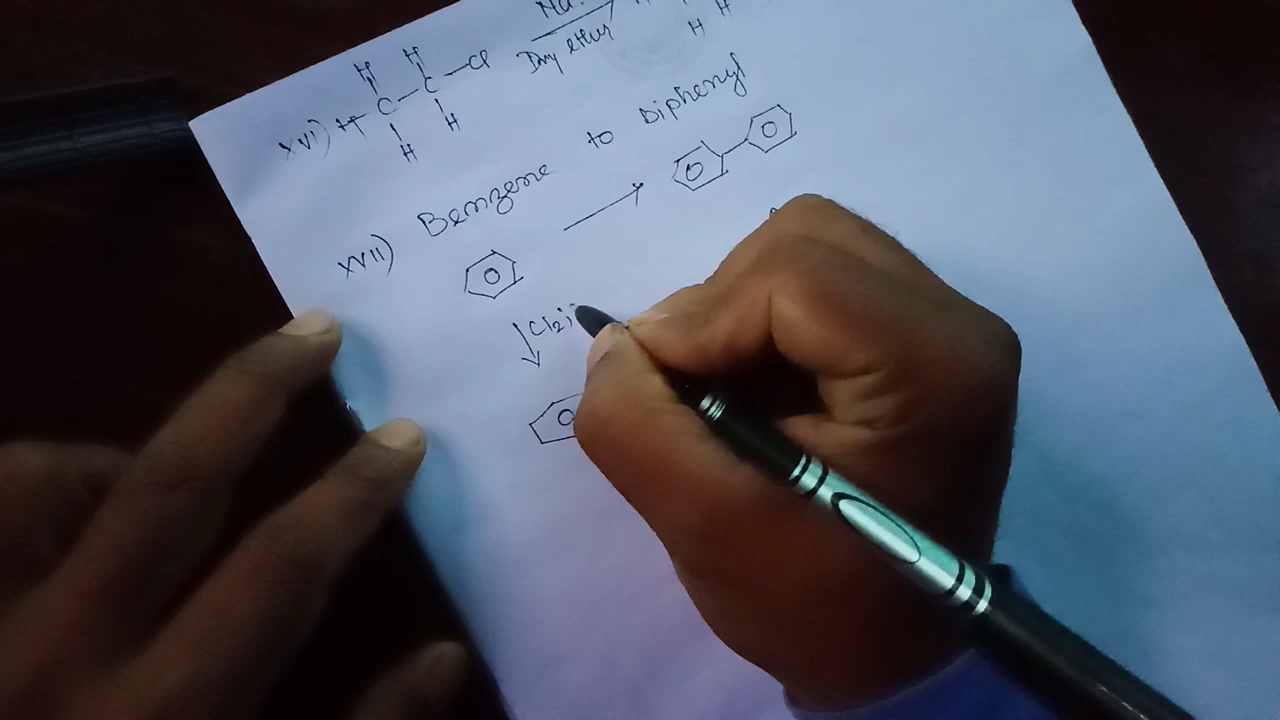 Na
Dry ether H
H H Cl
XVI) H C C
H H
XVII) Benzene to Diphenyl
Cl2;